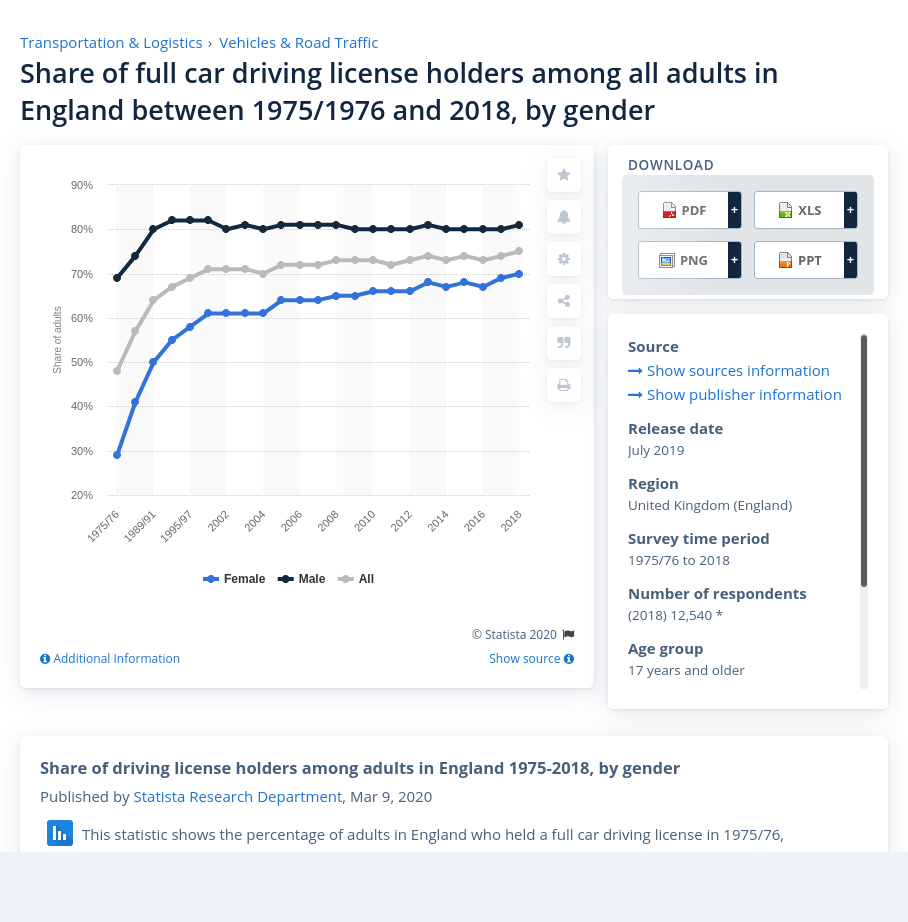 Transportation & Logistics › Vehicles & Road Traffic
Share of full car driving license holders among all adults in
England between 1975/1976 and 2018, by gender
90%
80%
70%
60%
50%
40%
30%
20%
Share of adults
1975/76
1989/91
1995/97
2002
2004
2006
2008
2010
2012
2014
2016
2018
Female Male All
© Statista 2020
Additional Information
Show source
DOWNLOAD
PDF +
XLS +
PNG +
PPT +
Source
Show sources information
Show publisher information
Release date
July 2019
Region
United Kingdom (England)
Survey time period
1975/76 to 2018
Number of respondents
(2018) 12,540 *
Age group
17 years and older
Share of driving license holders among adults in England 1975-2018, by gender
Published by Statista Research Department, Mar 9, 2020
This statistic shows the percentage of adults in England who held a full car driving license in 1975/76,